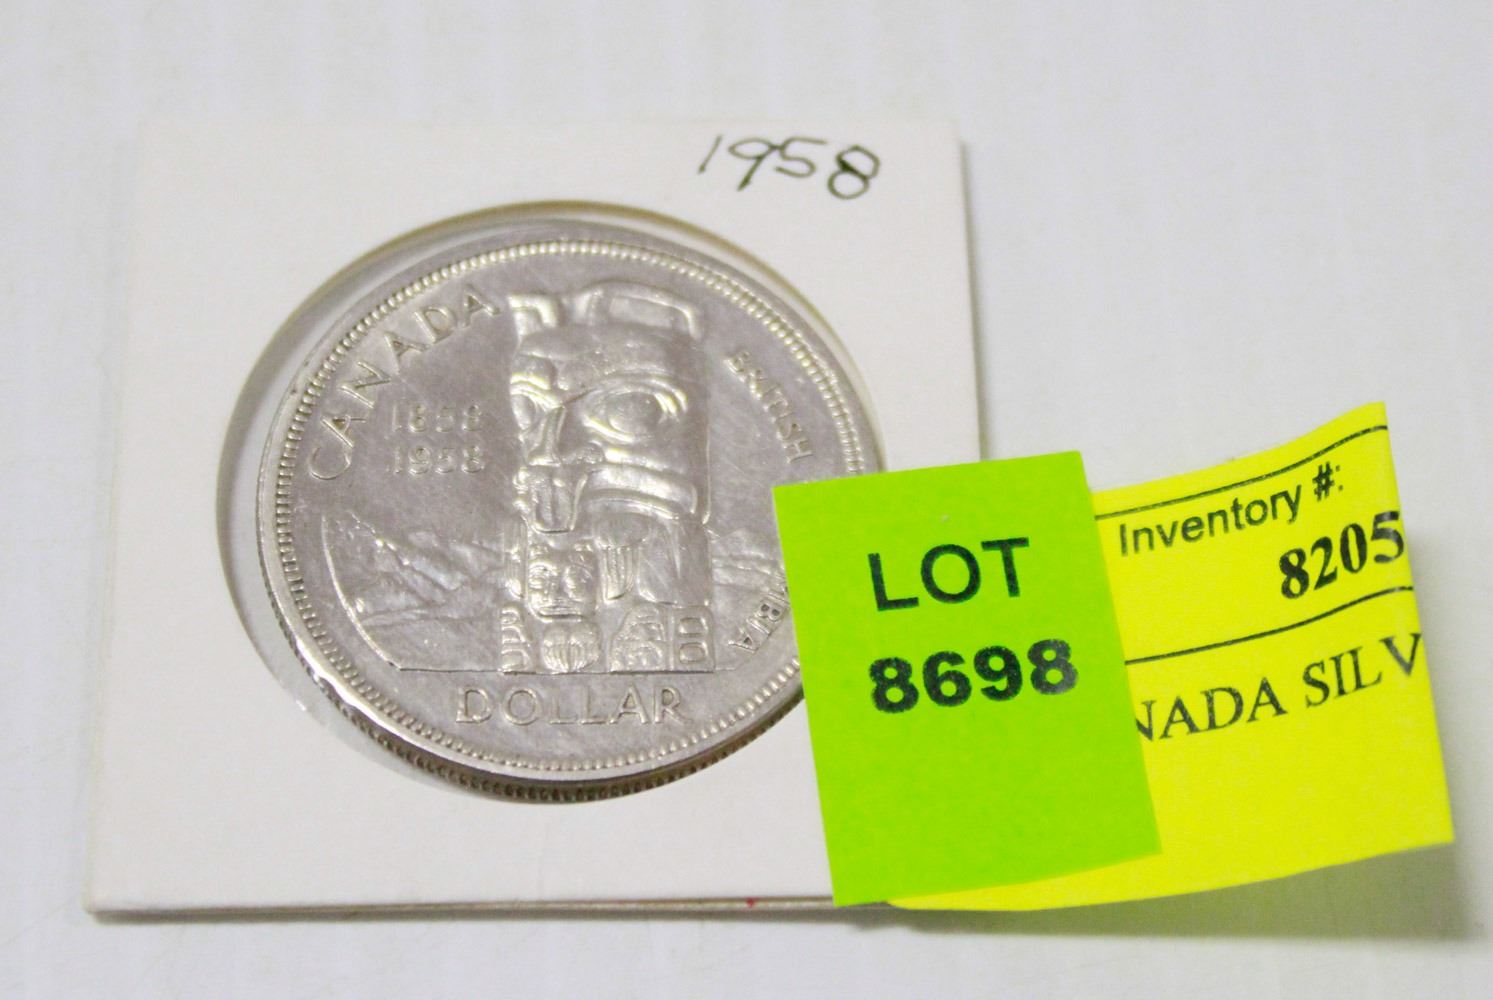 1958
CANADA
1858
1958
BRITISH
DOLLAR
LOT
8698
Inventory #:
8205
NADA SILV